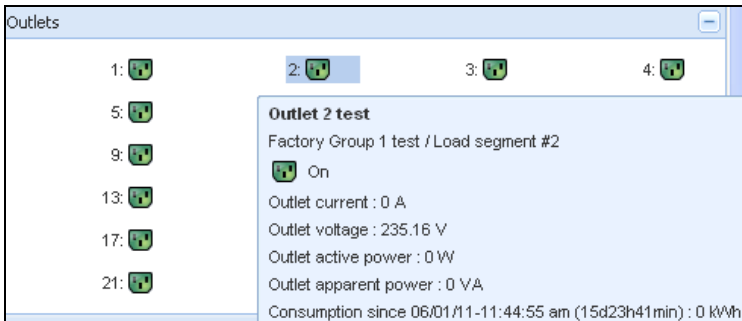 Outlets
1: 2: 3: 4:
5:
9:
13:
17:
21:
Outlet 2 test
Factory Group 1 test / Load segment #2
On
Outlet current : 0 A
Outlet voltage : 235.16 V
Outlet active power : 0 W
Outlet apparent power : 0 VA
Consumption since 06/01/11-11:44:55 am (15d23h41min) : 0 kWh